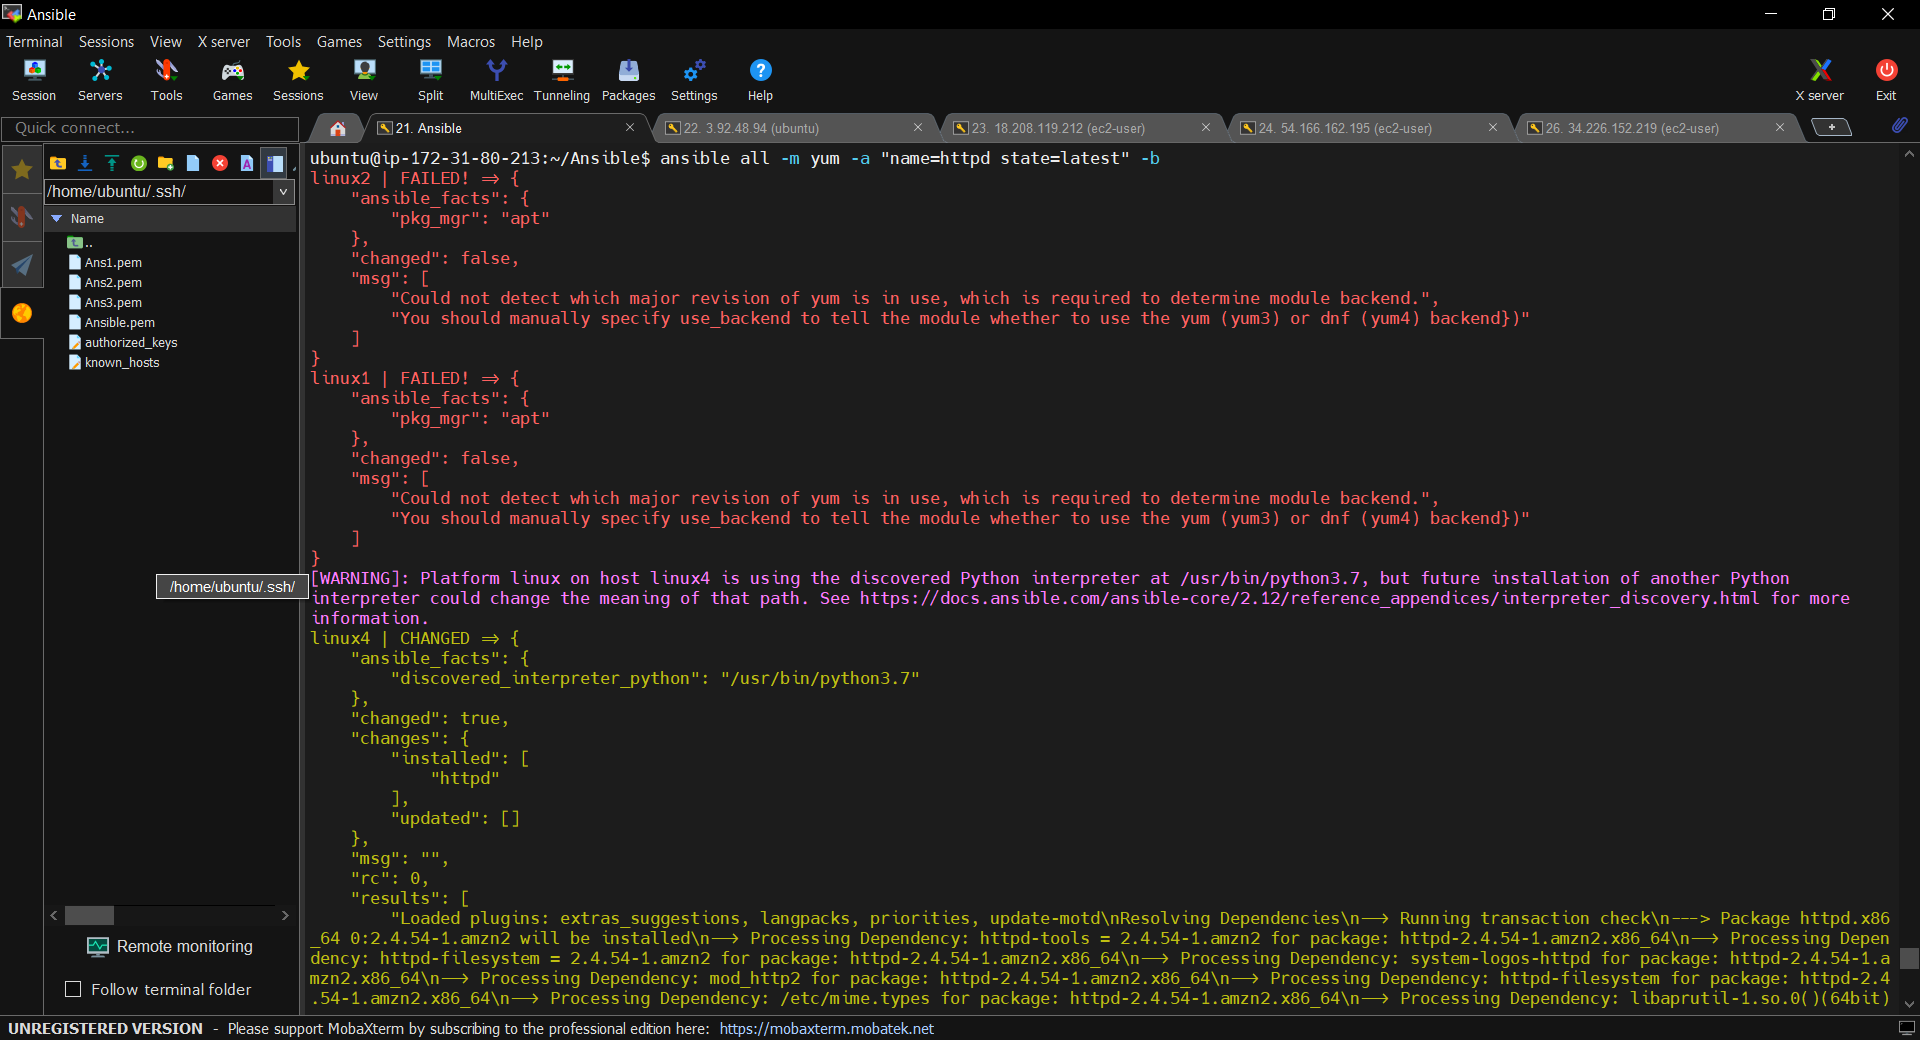 Ansible
Terminal Sessions View X server Tools Games Settings Macros Help
Session Servers Tools Games Sessions View Split MultiExec Tunneling Packages Settings Help X server Exit
Quick connect...
21. Ansible
22. 3.92.48.94 (ubuntu)
23. 18.208.119.212 (ec2-user)
24. 54.166.162.195 (ec2-user)
26. 34.226.152.219 (ec2-user)
/home/ubuntu/.ssh/
Name
..
Ans1.pem
Ans2.pem
Ans3.pem
Ansible.pem
authorized_keys
known_hosts
/home/ubuntu/.ssh/
Remote monitoring
Follow terminal folder
ubuntu@ip-172-31-80-213:~/Ansible$ ansible all -m yum -a "name=httpd state=latest" -b
linux2 | FAILED! => {
    "ansible_facts": {
        "pkg_mgr": "apt"
    },
    "changed": false,
    "msg": [
        "Could not detect which major revision of yum is in use, which is required to determine module backend.",
        "You should manually specify use_backend to tell the module whether to use the yum (yum3) or dnf (yum4) backend})"
    ]
}
linux1 | FAILED! => {
    "ansible_facts": {
        "pkg_mgr": "apt"
    },
    "changed": false,
    "msg": [
        "Could not detect which major revision of yum is in use, which is required to determine module backend.",
        "You should manually specify use_backend to tell the module whether to use the yum (yum3) or dnf (yum4) backend})"
    ]
}
[WARNING]: Platform linux on host linux4 is using the discovered Python interpreter at /usr/bin/python3.7, but future installation of another Python
interpreter could change the meaning of that path. See https://docs.ansible.com/ansible-core/2.12/reference_appendices/interpreter_discovery.html for more
information.
linux4 | CHANGED => {
    "ansible_facts": {
        "discovered_interpreter_python": "/usr/bin/python3.7"
    },
    "changed": true,
    "changes": {
        "installed": [
            "httpd"
        ],
        "updated": []
    },
    "msg": "",
    "rc": 0,
    "results": [
        "Loaded plugins: extras_suggestions, langpacks, priorities, update-motd\nResolving Dependencies\n--> Running transaction check\n---> Package httpd.x86
_64 0:2.4.54-1.amzn2 will be installed\n--> Processing Dependency: httpd-tools = 2.4.54-1.amzn2 for package: httpd-2.4.54-1.amzn2.x86_64\n--> Processing Depen
dency: httpd-filesystem = 2.4.54-1.amzn2 for package: httpd-2.4.54-1.amzn2.x86_64\n--> Processing Dependency: system-logos-httpd for package: httpd-2.4.54-1.a
mzn2.x86_64\n--> Processing Dependency: mod_http2 for package: httpd-2.4.54-1.amzn2.x86_64\n--> Processing Dependency: httpd-filesystem for package: httpd-2.4
.54-1.amzn2.x86_64\n--> Processing Dependency: /etc/mime.types for package: httpd-2.4.54-1.amzn2.x86_64\n--> Processing Dependency: libaprutil-1.so.0()(64bit)
UNREGISTERED VERSION - Please support MobaXterm by subscribing to the professional edition here: https://mobaxterm.mobatek.net